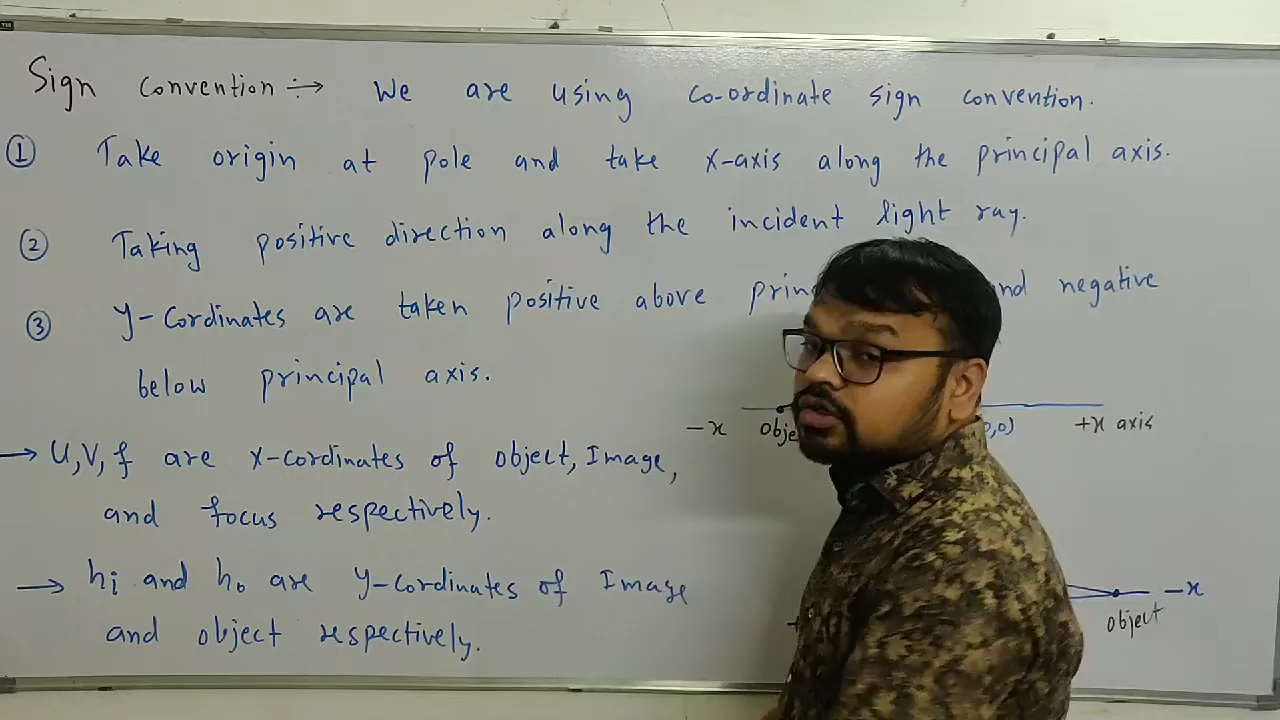 Sign convention :→ We are using co-ordinate sign convention.
① Take origin at pole and take x-axis along the principal axis.
② Taking positive direction along the incident light ray.
③ y-Cordinates are taken positive above negative
below principal axis.
→ U, V, f are x-cordinates of object, Image,
and focus respectively.
→ hi and ho are y-cordinates of Image
and object respectively.
-x +x axis
-x
object